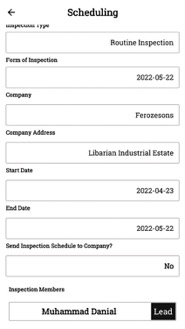 Scheduling
Inspection Type
Routine Inspection
Form of Inspection
2022-05-22
Company
Ferozesons
Company Address
Librarian Industrial Estate
Start Date
2022-04-23
End Date
2022-05-22
Send Inspection Schedule to Company?
No
Inspection Members
Muhammad Danial Lead